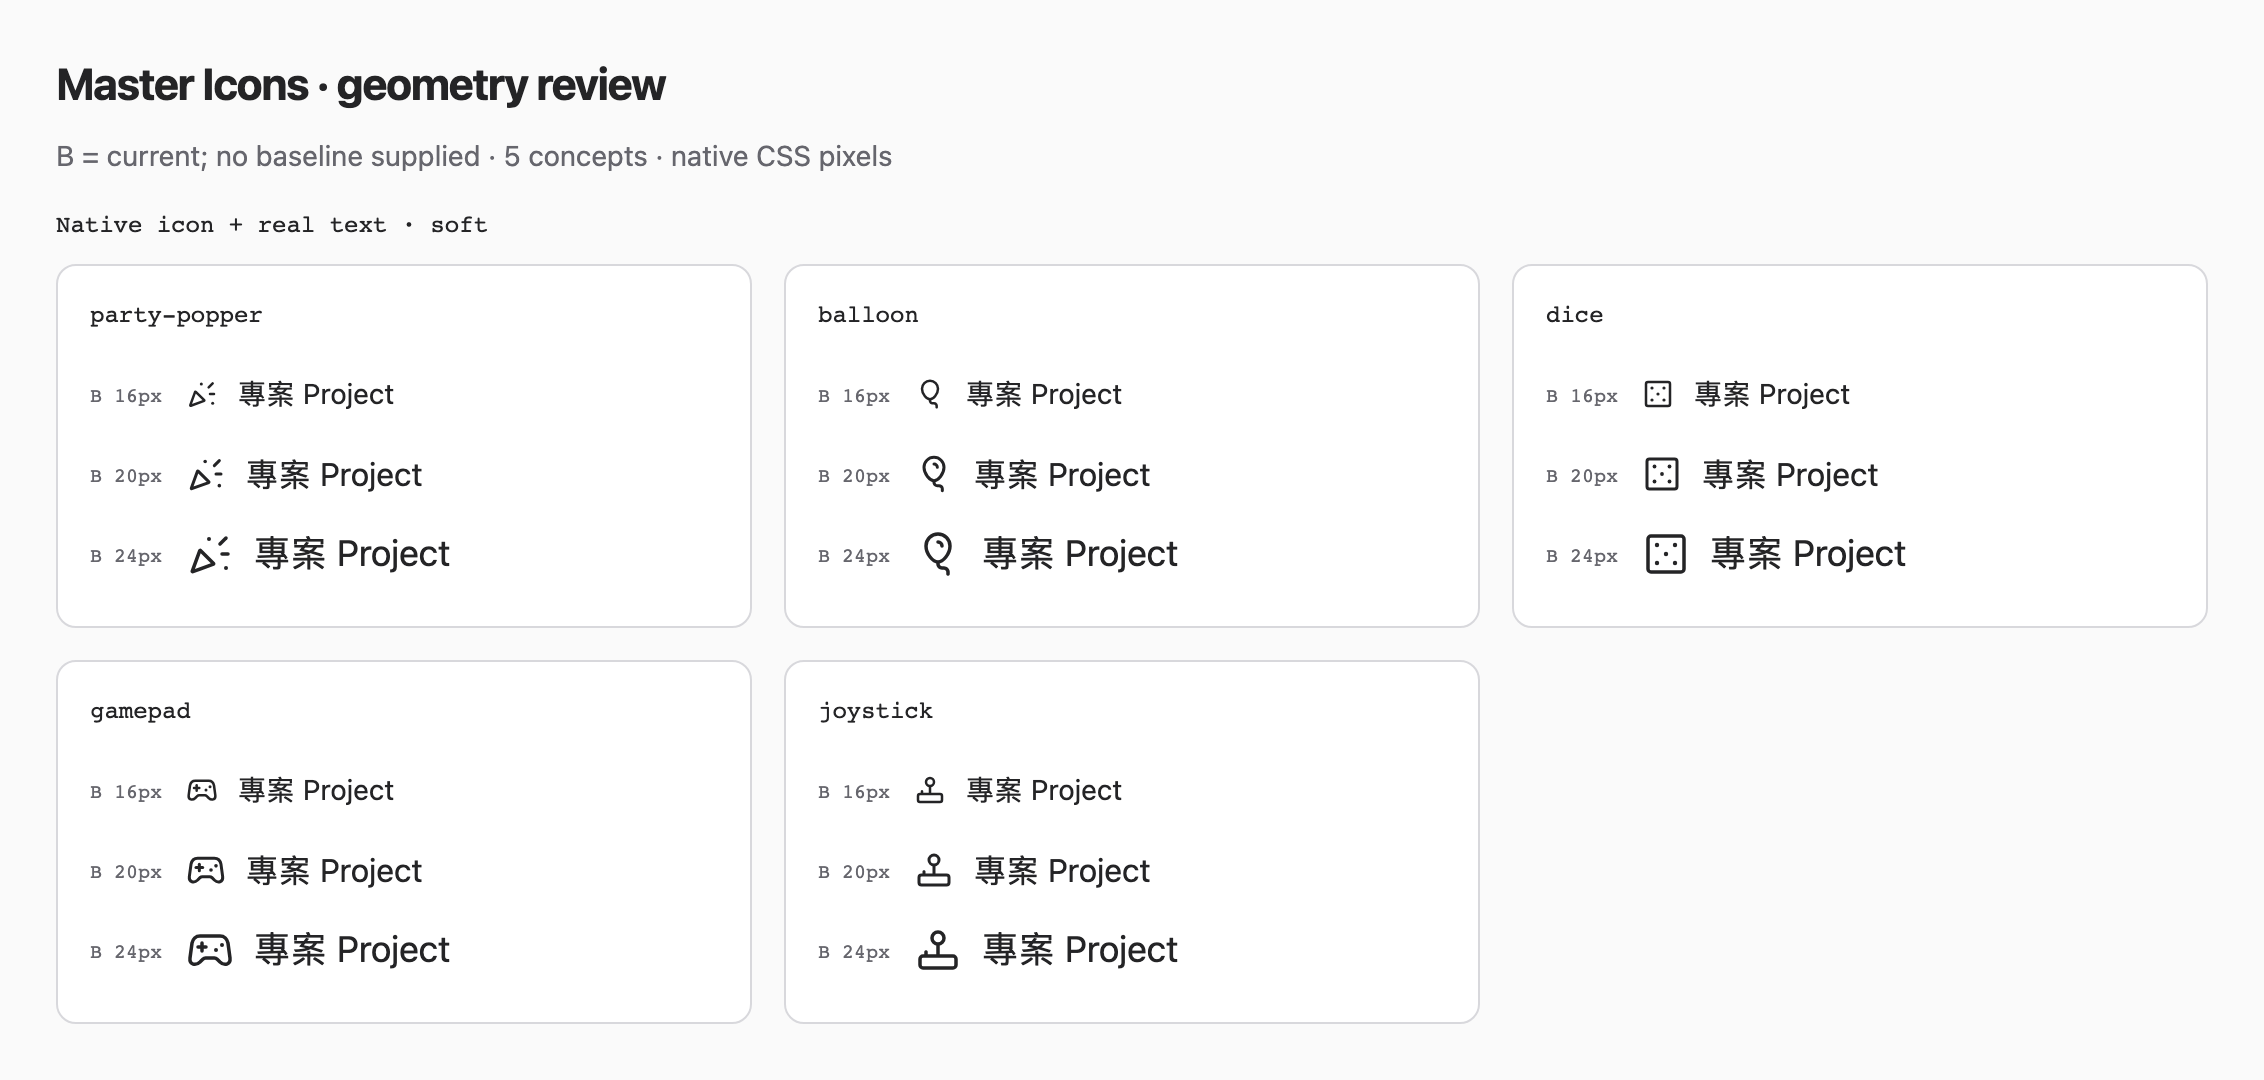 Master Icons · geometry review
B = current; no baseline supplied · 5 concepts · native CSS pixels
Native icon + real text · soft
party-popper
B 16px 專案 Project
B 20px 專案 Project
B 24px 專案 Project
balloon
B 16px 專案 Project
B 20px 專案 Project
B 24px 專案 Project
dice
B 16px 專案 Project
B 20px 專案 Project
B 24px 專案 Project
gamepad
B 16px 專案 Project
B 20px 專案 Project
B 24px 專案 Project
joystick
B 16px 專案 Project
B 20px 專案 Project
B 24px 專案 Project